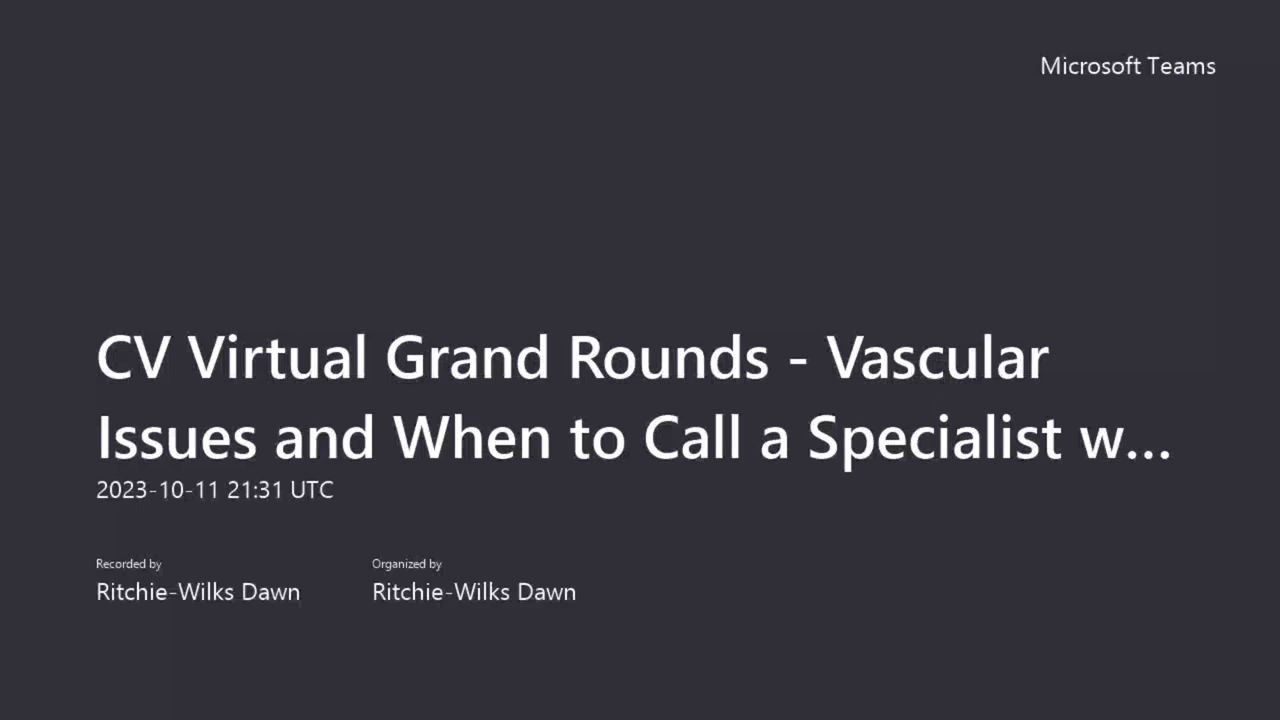 Microsoft Teams
CV Virtual Grand Rounds - Vascular
Issues and When to Call a Specialist w...
2023-10-11 21:31 UTC
Recorded by
Ritchie-Wilks Dawn
Organized by
Ritchie-Wilks Dawn